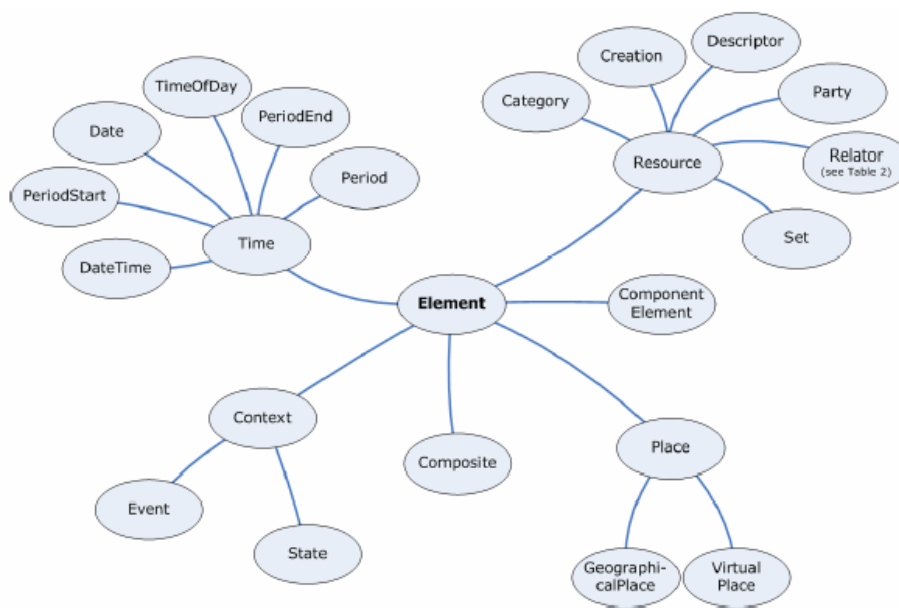 Descriptor
Creation
TimeOfDay
Category
Party
PeriodEnd
Date
Resource
Relator
(see Table 2)
Period
PeriodStart
Set
Time
DateTime
Element
Component
Element
Context
Place
Composite
Event
State
Geographi-
calPlace
Virtual
Place